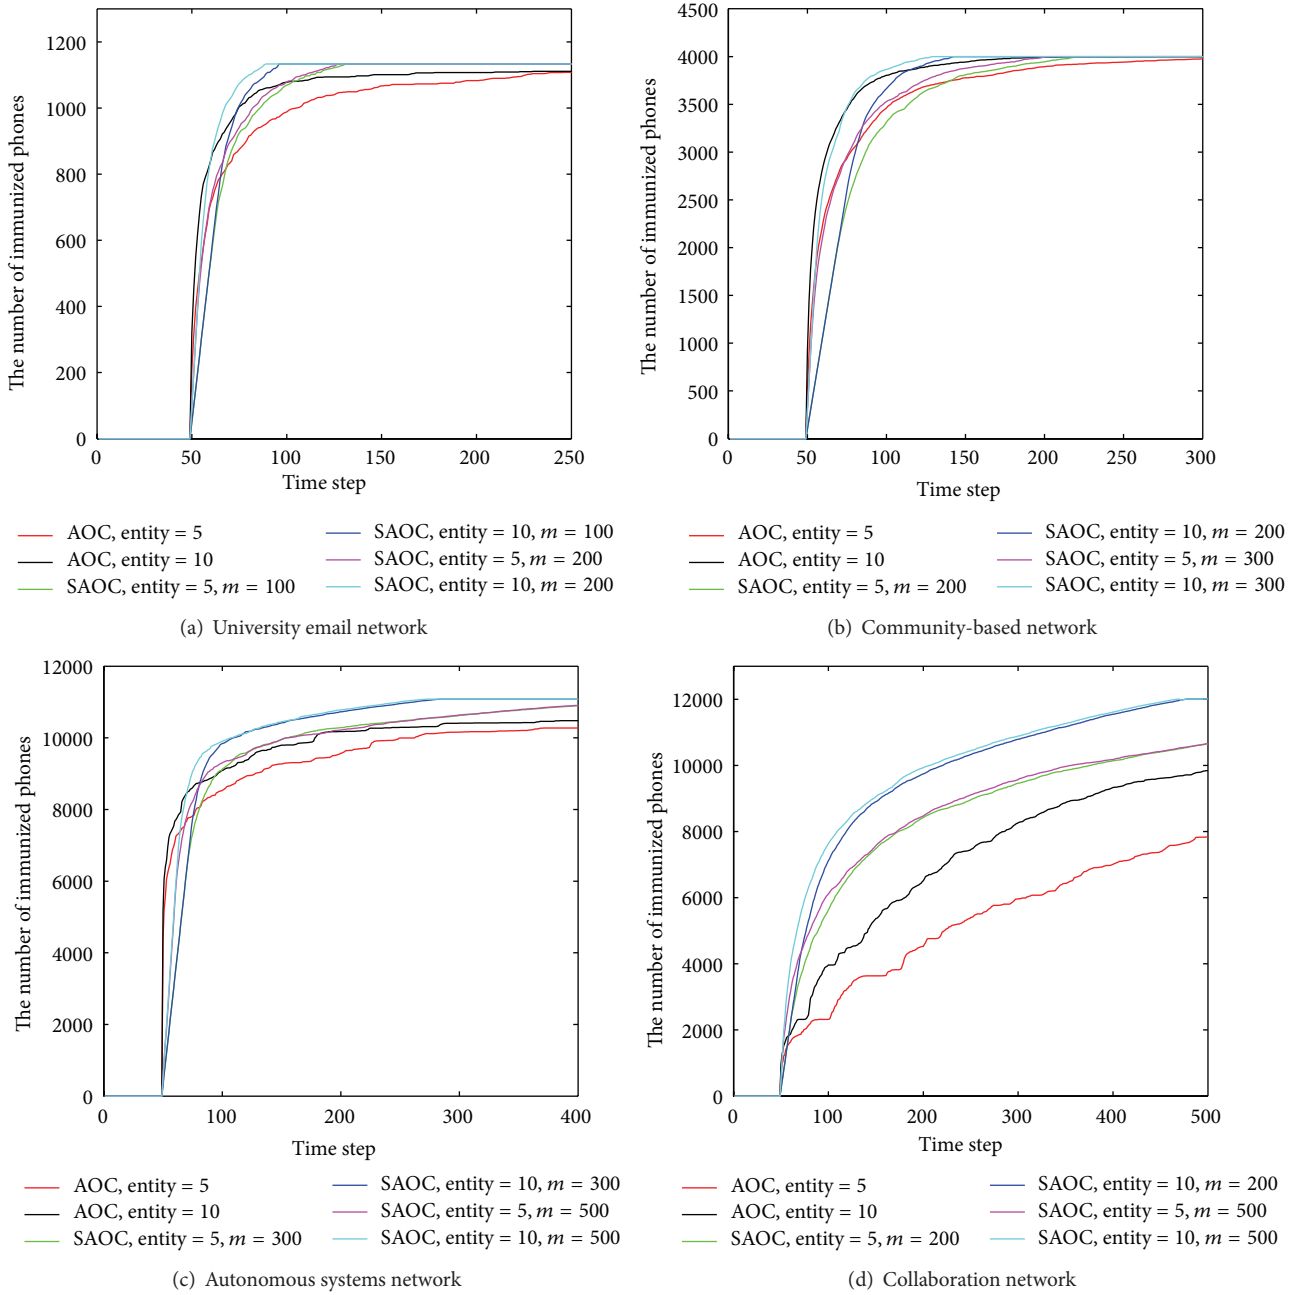 The number of immunized phones
1200
1000
800
600
400
200
0
0 50 100 150 200 250
Time step
AOC, entity = 5
AOC, entity = 10
SAOC, entity = 5, m = 100
SAOC, entity = 10, m = 100
SAOC, entity = 5, m = 200
SAOC, entity = 10, m = 200
(a) University email network
The number of immunized phones
4500
4000
3500
3000
2500
2000
1500
1000
500
0
0 50 100 150 200 250 300
Time step
AOC, entity = 5
AOC, entity = 10
SAOC, entity = 5, m = 200
SAOC, entity = 10, m = 200
SAOC, entity = 5, m = 300
SAOC, entity = 10, m = 300
(b) Community-based network
The number of immunized phones
12000
10000
8000
6000
4000
2000
0
0 100 200 300 400
Time step
AOC, entity = 5
AOC, entity = 10
SAOC, entity = 5, m = 300
SAOC, entity = 10, m = 300
SAOC, entity = 5, m = 500
SAOC, entity = 10, m = 500
(c) Autonomous systems network
The number of immunized phones
12000
10000
8000
6000
4000
2000
0
0 100 200 300 400 500
Time step
AOC, entity = 5
AOC, entity = 10
SAOC, entity = 5, m = 200
SAOC, entity = 10, m = 200
SAOC, entity = 5, m = 500
SAOC, entity = 10, m = 500
(d) Collaboration network